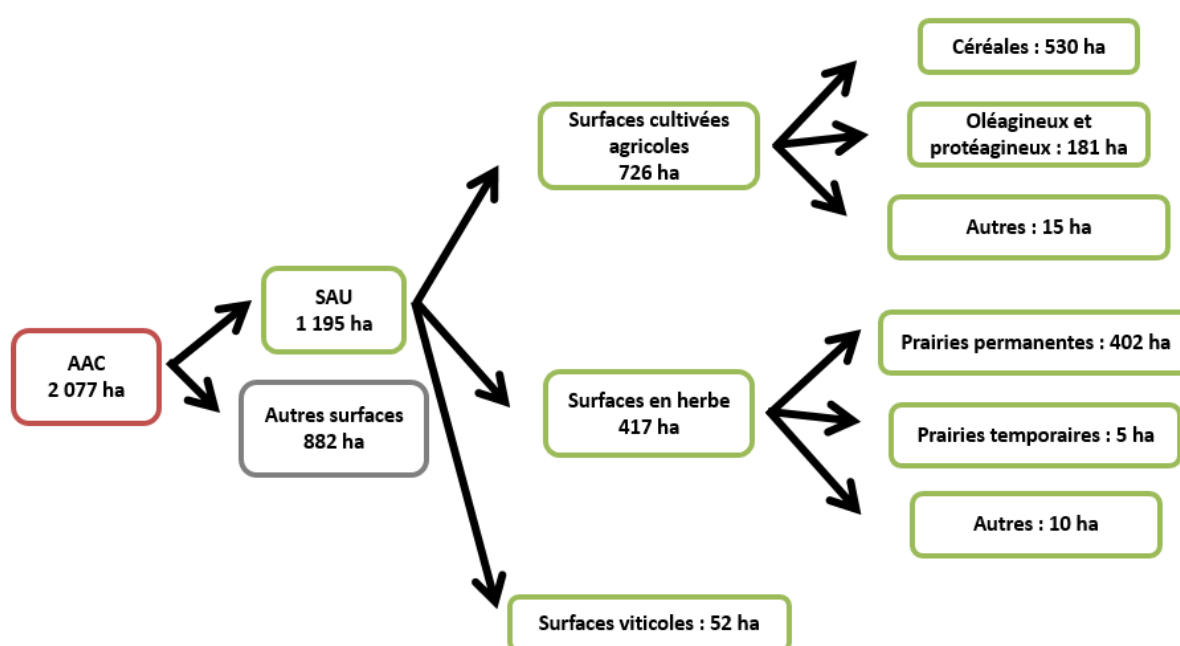 AAC
2 077 ha
SAU
1 195 ha
Autres surfaces
882 ha
Surfaces cultivées
agricoles
726 ha
Céréales : 530 ha
Oléagineux et
protéagineux : 181 ha
Autres : 15 ha
Surfaces en herbe
417 ha
Prairies permanentes : 402 ha
Prairies temporaires : 5 ha
Autres : 10 ha
Surfaces viticoles : 52 ha